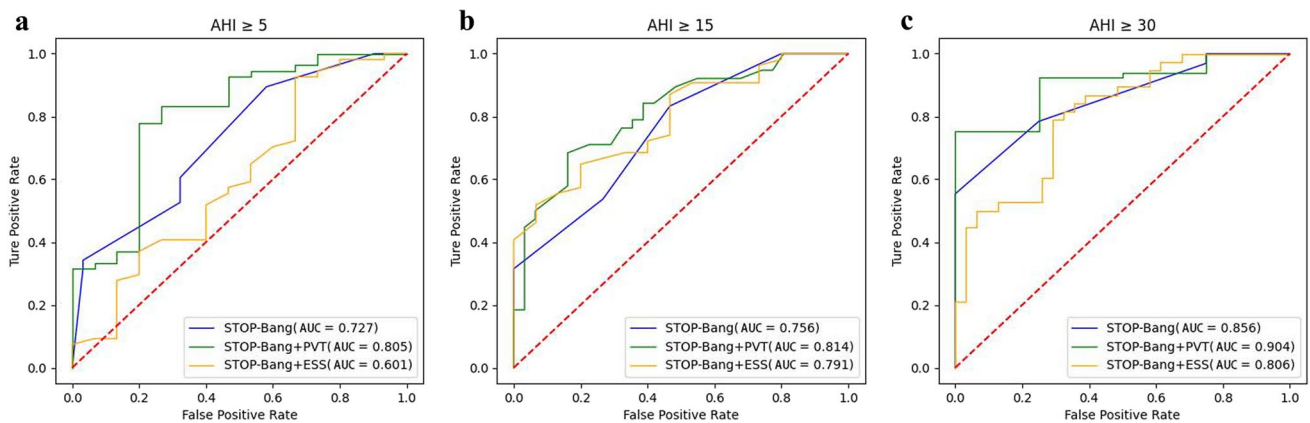 a
AHI ≥ 5
1.0
0.8
0.6
0.4
0.2
0.0
Ture Positive Rate
0.0 0.2 0.4 0.6 0.8 1.0
False Positive Rate
STOP-Bang(AUC = 0.727)
STOP-Bang+PVT(AUC = 0.805)
STOP-Bang+ESS(AUC = 0.601)
b
AHI ≥ 15
1.0
0.8
0.6
0.4
0.2
0.0
Ture Positive Rate
0.0 0.2 0.4 0.6 0.8 1.0
False Positive Rate
STOP-Bang(AUC = 0.756)
STOP-Bang+PVT(AUC = 0.814)
STOP-Bang+ESS(AUC = 0.791)
c
AHI ≥ 30
1.0
0.8
0.6
0.4
0.2
0.0
Ture Positive Rate
0.0 0.2 0.4 0.6 0.8 1.0
False Positive Rate
STOP-Bang(AUC = 0.856)
STOP-Bang+PVT(AUC = 0.904)
STOP-Bang+ESS(AUC = 0.806)